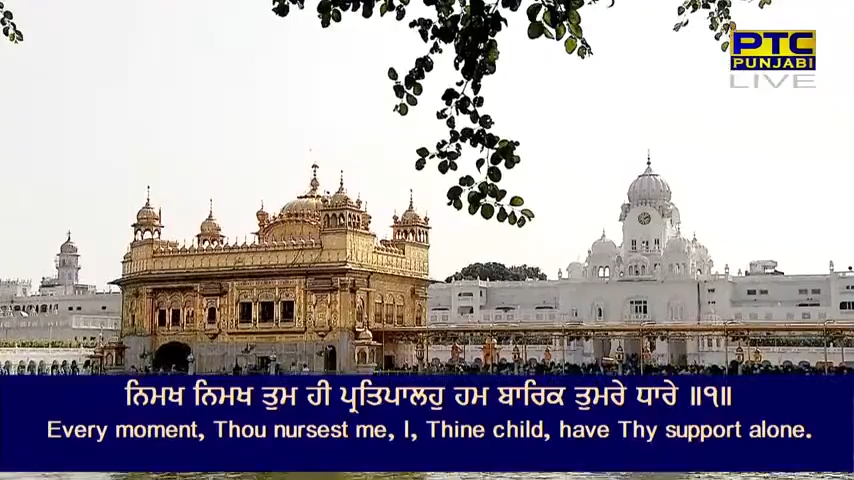 PTC
PUNJABI
LIVE
ਨਿਮਖ ਨਿਮਖ ਤੁਮ ਹੀ ਪ੍ਰਤਿਪਾਲਹੁ ਹਮ ਬਾਰਿਕ ਤੁਮਰੇ ਧਾਰੇ ॥੧॥
Every moment, Thou nursest me, I, Thine child, have Thy support alone.